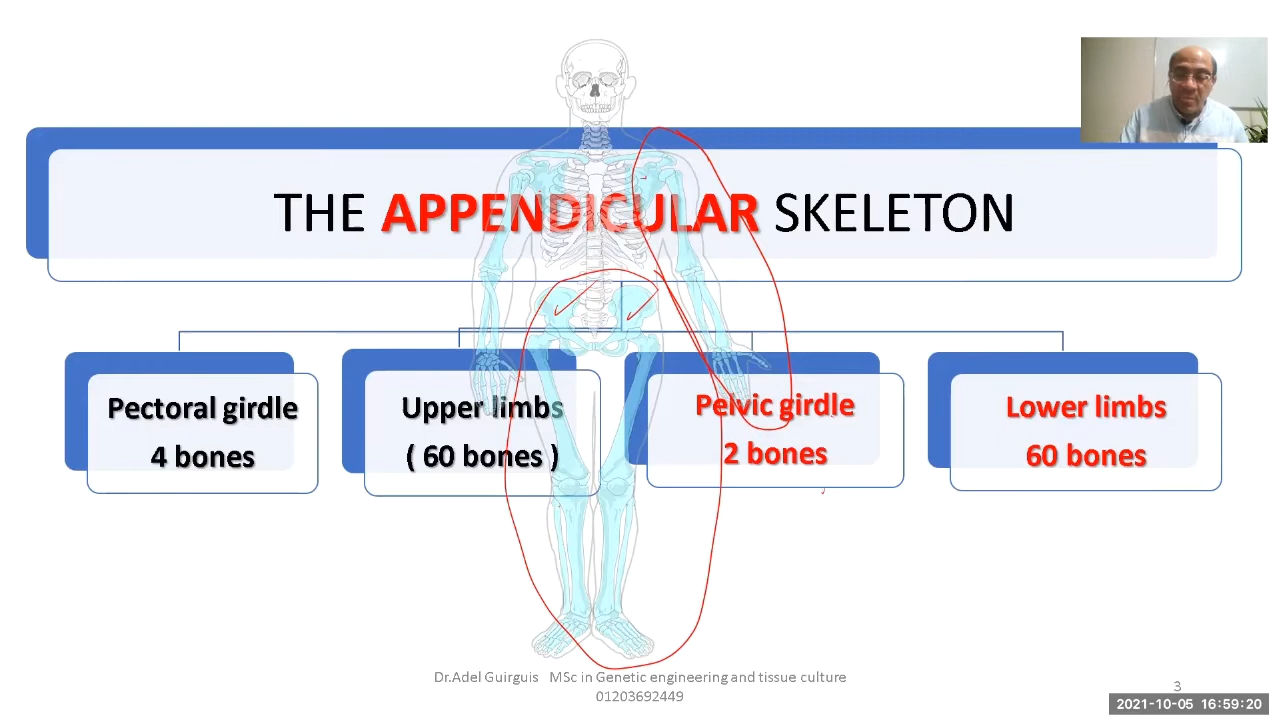 THE APPENDICULAR SKELETON
Pectoral girdle
4 bones
Upper limbs
( 60 bones )
Pelvic girdle
2 bones
Lower limbs
60 bones
Dr.Adel Guirguis MSc in Genetic engineering and tissue culture
01203692449
3
2021-10-05 16:59:20